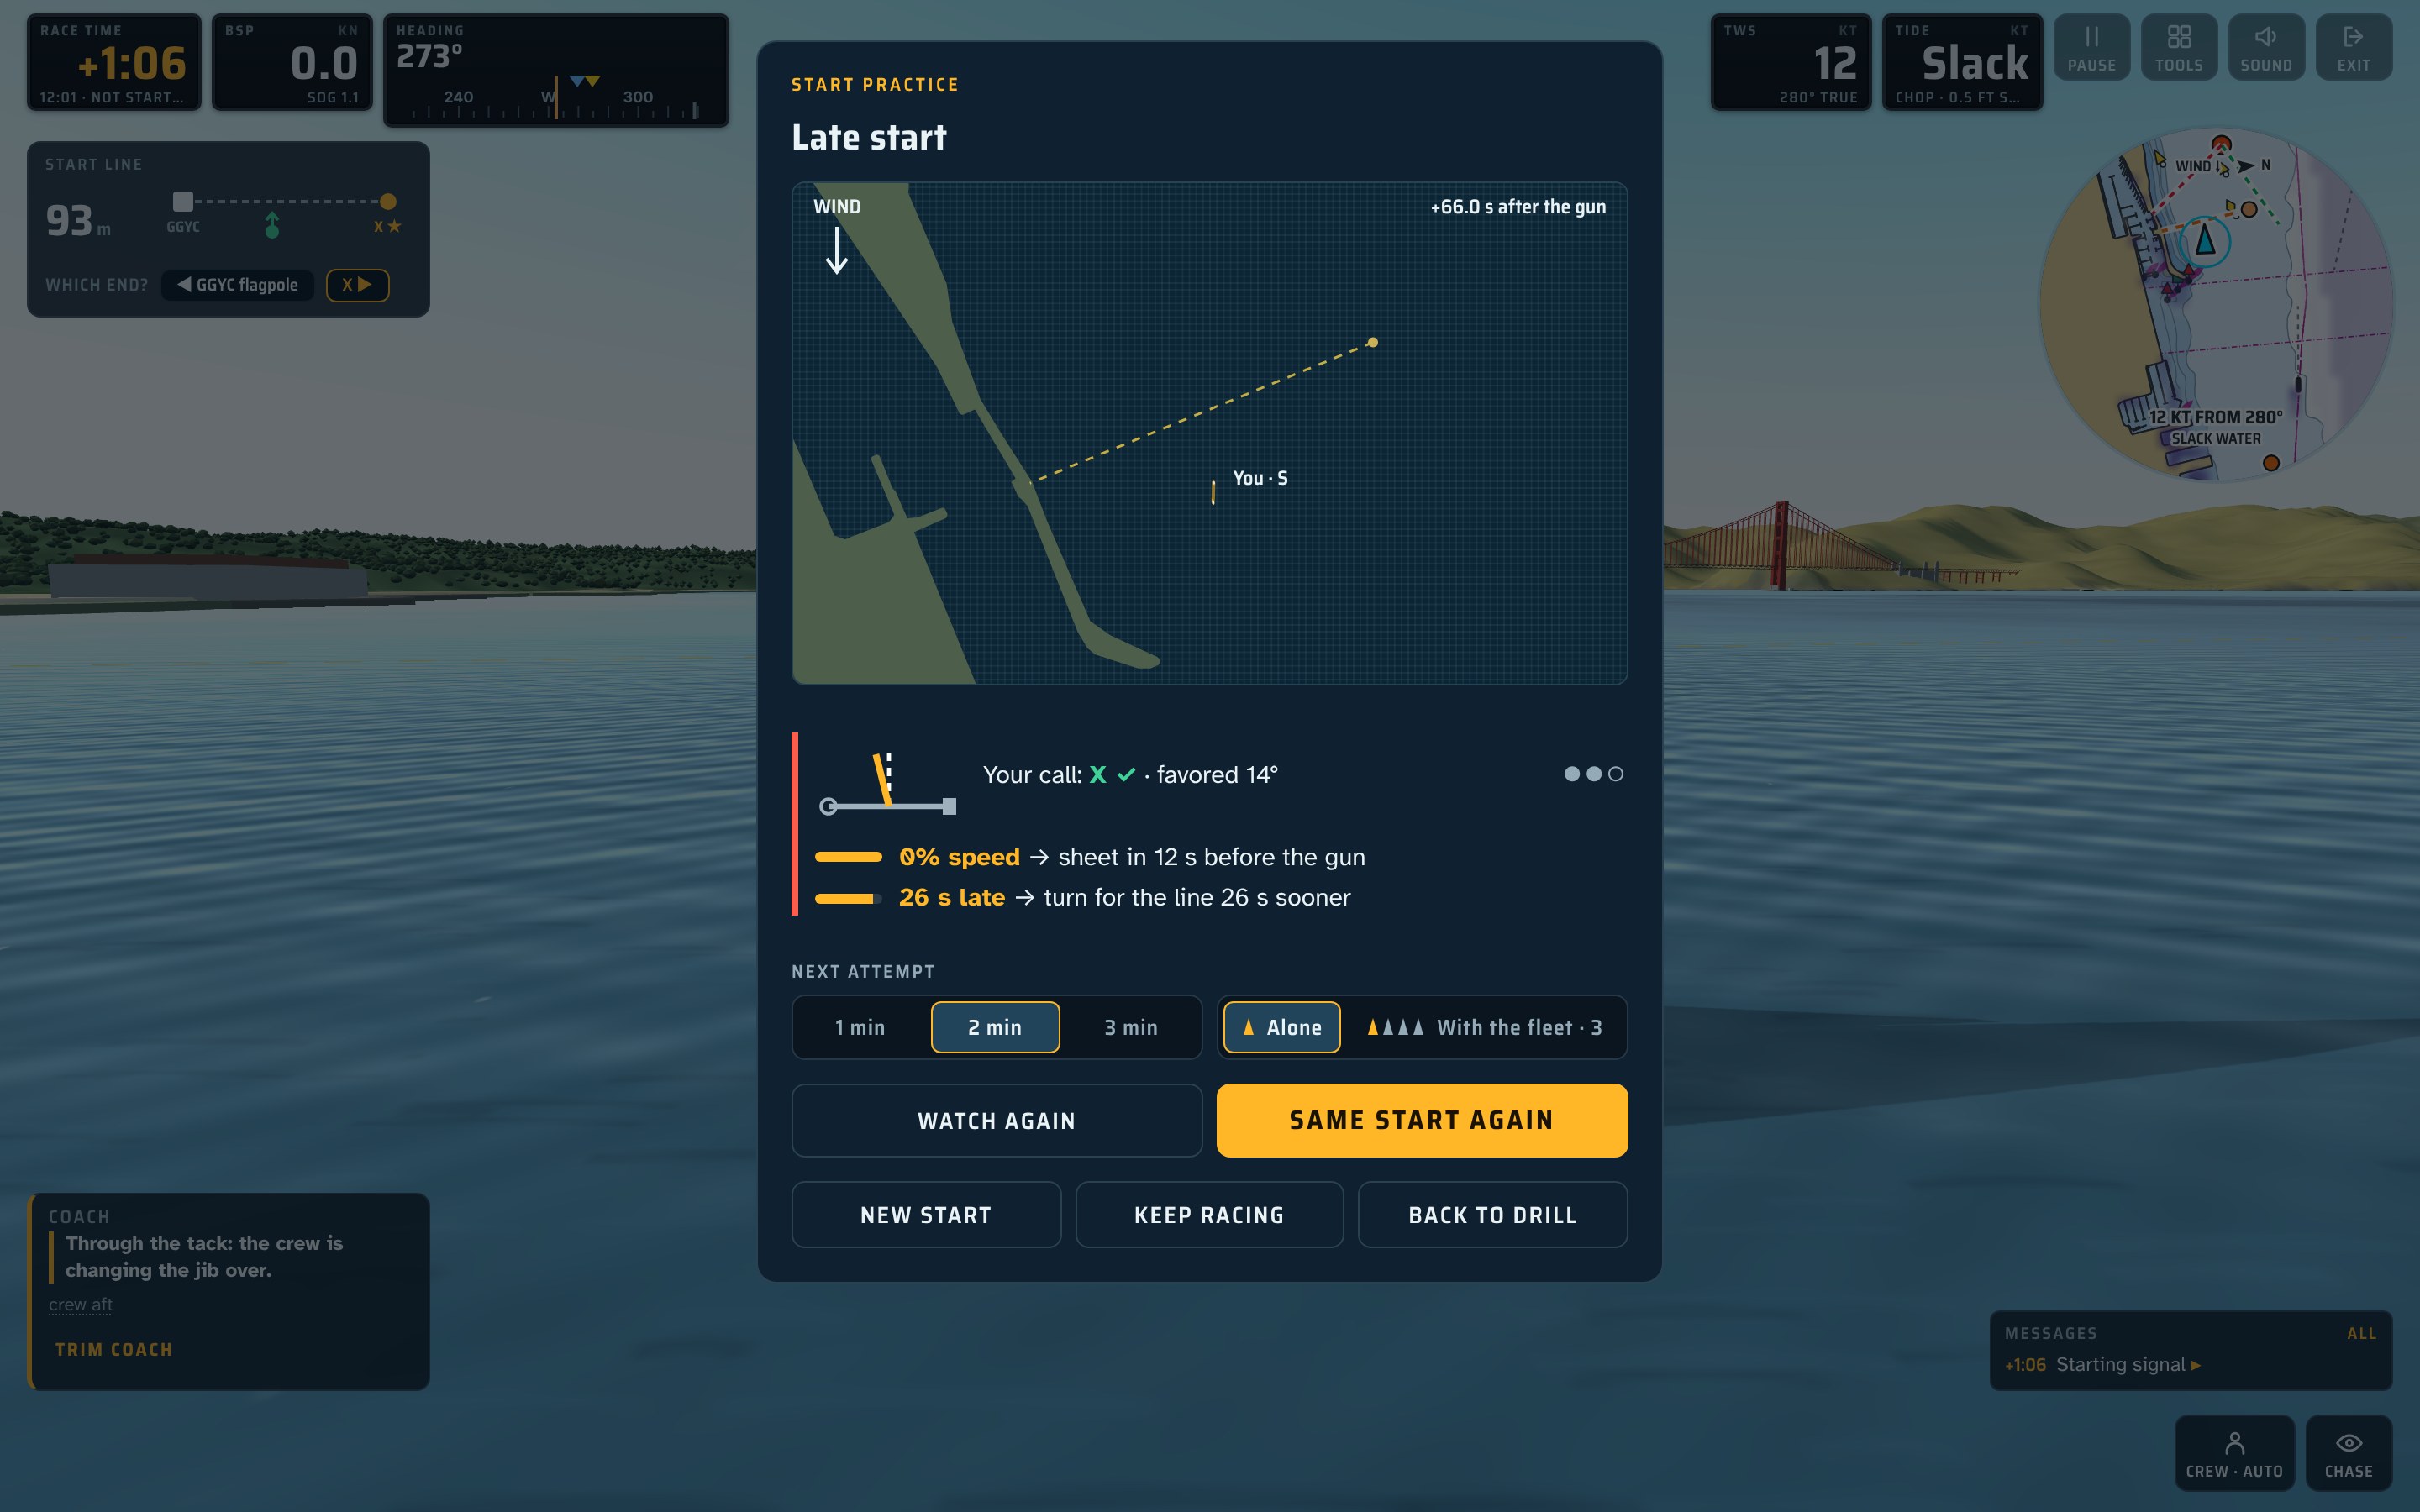 RACE TIME
+1:06
12:01 · NOT START...
BSP KN
0.0
SOG 1.1
HEADING
273°
240 W 300
TWS KT
12
280° TRUE
TIDE KT
Slack
CHOP · 0.5 FT S...
PAUSE
TOOLS
SOUND
EXIT
START LINE
93 m
GGYC X ★
WHICH END? ◀ GGYC flagpole X ▶
WIND N
12 KT FROM 280°
SLACK WATER
START PRACTICE
Late start
WIND
+66.0 s after the gun
You · S
Your call: X ✓ · favored 14°
0% speed → sheet in 12 s before the gun
26 s late → turn for the line 26 s sooner
NEXT ATTEMPT
1 min 2 min 3 min
Alone With the fleet · 3
WATCH AGAIN
SAME START AGAIN
NEW START
KEEP RACING
BACK TO DRILL
COACH
Through the tack: the crew is
changing the jib over.
crew aft
TRIM COACH
MESSAGES ALL
+1:06 Starting signal ▸
CREW · AUTO
CHASE